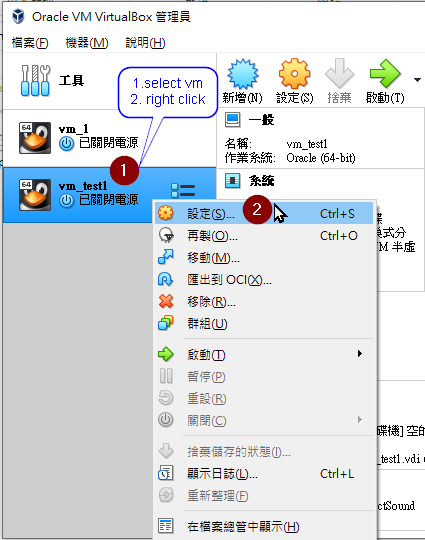 Oracle VM VirtualBox 管理員
檔案(F) 機器(M) 說明(H)
工具
1.select vm
2. right click
新增(N) 設定(S) 捨棄 啟動(T)
64
vm_1
已關閉電源
一般
名稱: vm_test1
作業系統: Oracle (64-bit)
1
64
vm_test1
已關閉電源
系統
設定(S)... Ctrl+S
2
再製(O)... Ctrl+O
移動(M)...
匯出到 OCI(X)...
移除(R)...
群組(U)
啟動(T)
暫停(P)
重設(R)
關閉(C)
捨棄儲存的狀態(I)...
顯示日誌(L)... Ctrl+L
重新整理(F)
在檔案總管中顯示(H)
碟
換式分
M 半虛
碟機] 空的
_test1.vdi
ctSound